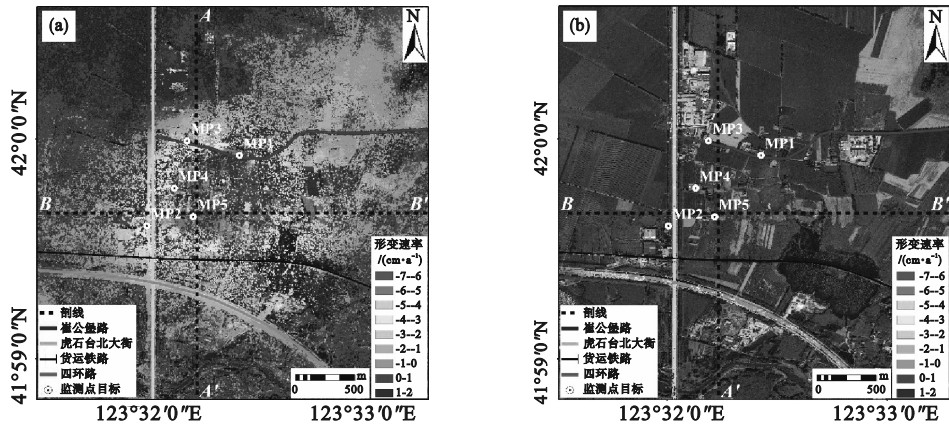 (a)
A
N
MP3
MP1
MP4
B
B'
MP2
MP5
形变速率
/(cm·a⁻¹)
-7--6
-6--5
-5--4
-4--3
-3--2
-2--1
-1-0
0-1
1-2
剖线
崔公堡路
虎石台北大街
货运铁路
四环路
监测点目标
A'
m
0
500
42°0′0″N
41°59′0″N
123°32′0″E
123°33′0″E
(b)
N
MP3
MP1
MP4
B
B'
MP2
MP5
形变速率
/(cm·a⁻¹)
-7--6
-6--5
-5--4
-4--3
-3--2
-2--1
-1-0
0-1
1-2
剖线
崔公堡路
虎石台北大街
货运铁路
四环路
监测点目标
A'
m
0
500
42°0′0″N
41°59′0″N
123°32′0″E
123°33′0″E